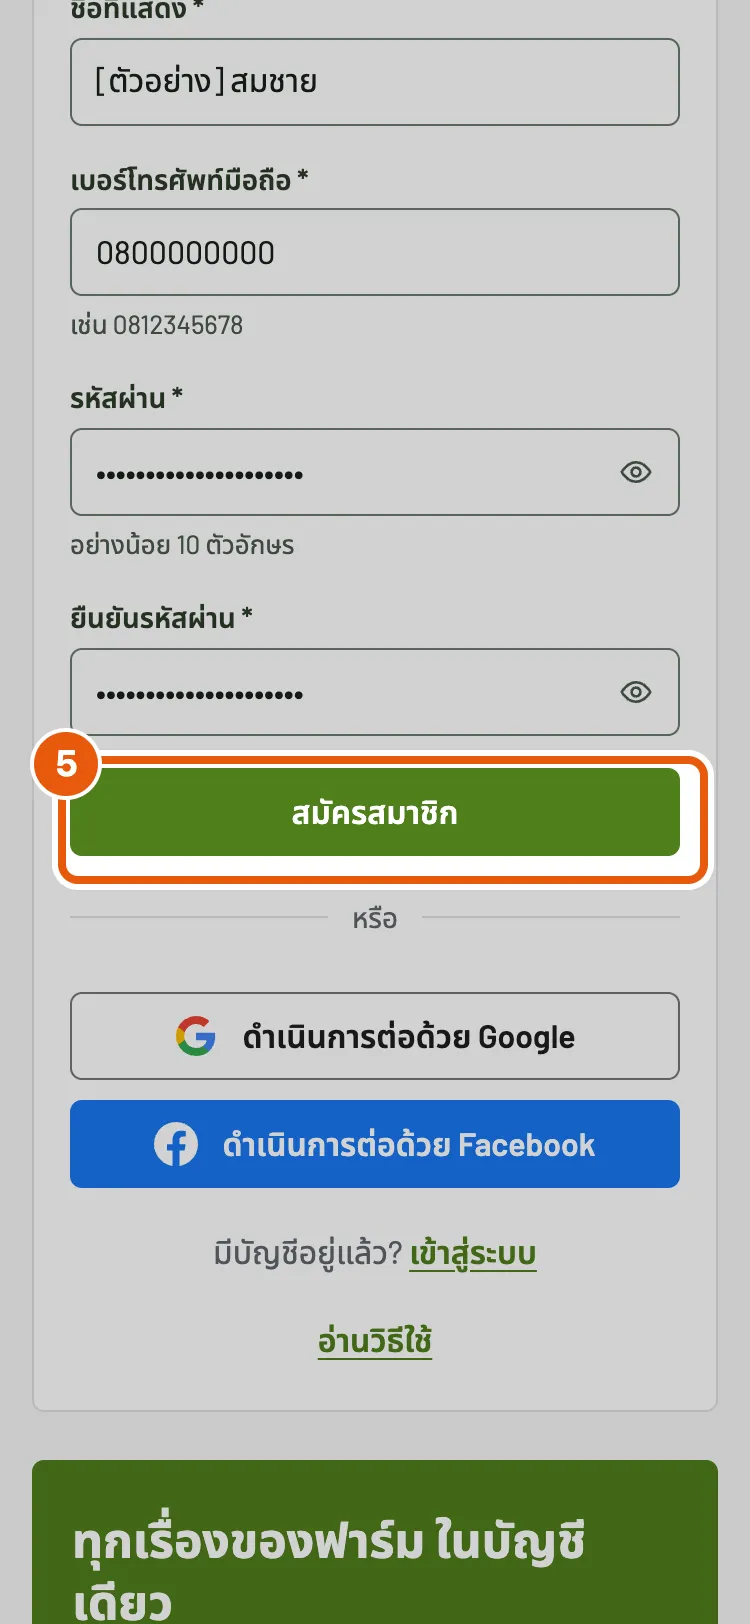 ชื่อที่แสดง *
[ตัวอย่าง] สมชาย
เบอร์โทรศัพท์มือถือ *
0800000000
เช่น 0812345678
รหัสผ่าน *
•••••••••••••••••••••
อย่างน้อย 10 ตัวอักษร
ยืนยันรหัสผ่าน *
•••••••••••••••••••••
5
สมัครสมาชิก
หรือ
ดำเนินการต่อด้วย Google
ดำเนินการต่อด้วย Facebook
มีบัญชีอยู่แล้ว? เข้าสู่ระบบ
อ่านวิธีใช้
ทุกเรื่องของฟาร์ม ในบัญชี
เดียว